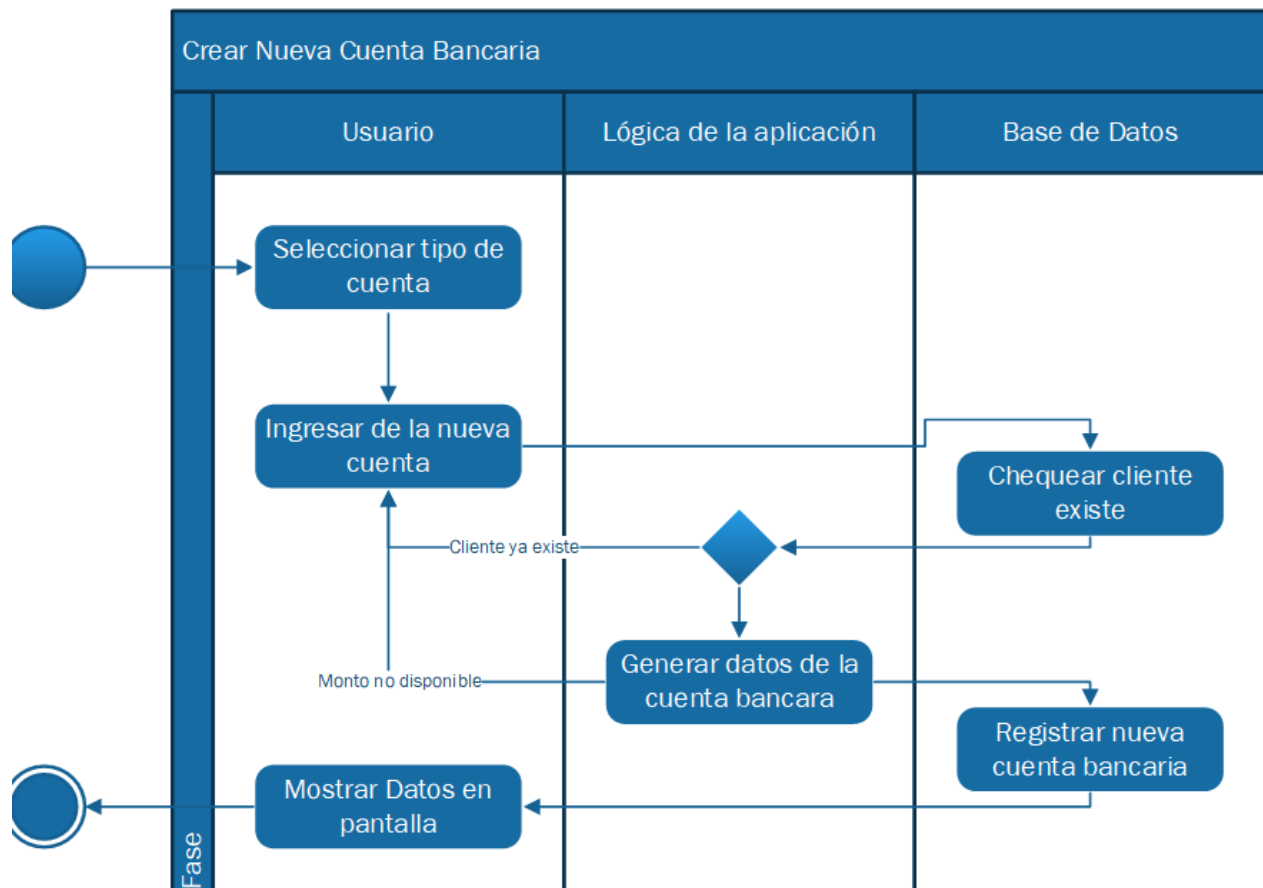 Crear Nueva Cuenta Bancaria
Usuario
Lógica de la aplicación
Base de Datos
Seleccionar tipo de
cuenta
Ingresar de la nueva
cuenta
Chequear cliente
existe
Cliente ya existe
Generar datos de la
cuenta bancara
Monto no disponible
Registrar nueva
cuenta bancaria
Mostrar Datos en
pantalla
Fase